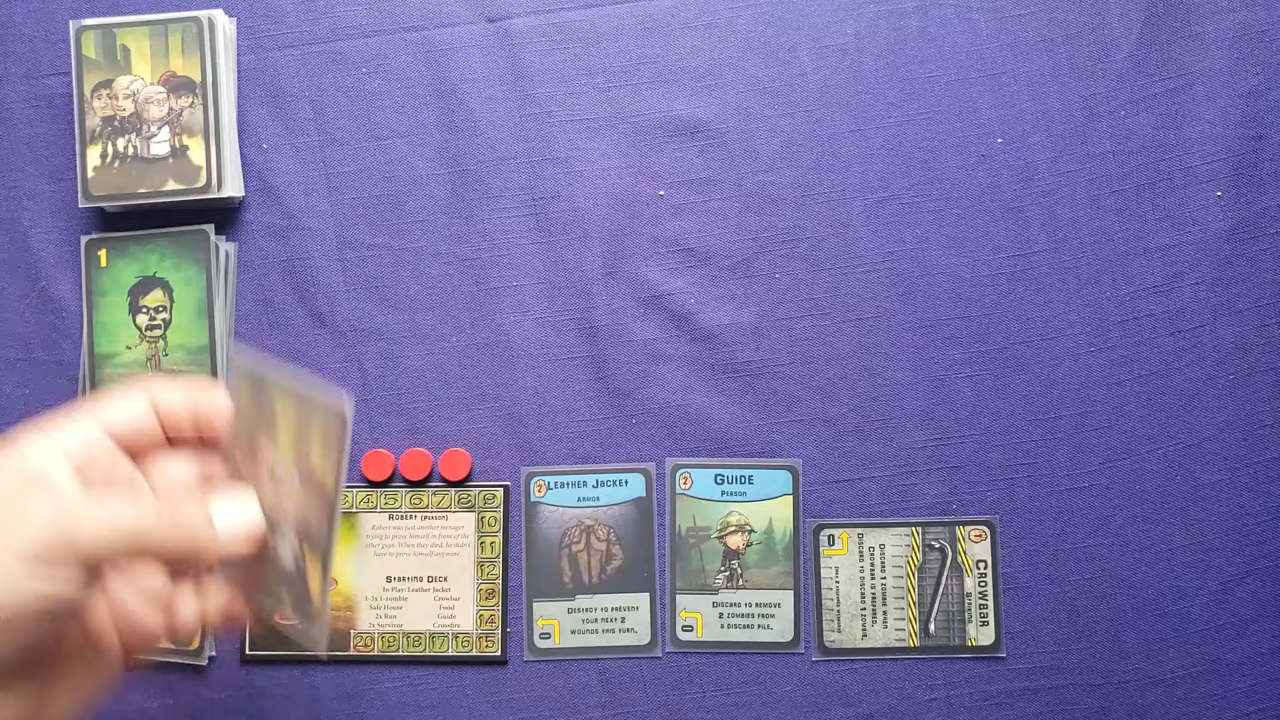 1
3 4 5 6 7 8 9
10
11
12
13
14
20 19 18 17 16 15
Robert (Person)
Robert was just another teenager
trying to prove himself in front of the
other guys. When they died, he didn't
have to prove himself anymore.
Starting Deck
In Play: Leather Jacket
1-3x 1-zombie Crowbar
Safe House Food
2x Run Guide
2x Survivor Crossfire
2
Leather Jacket
Armor
Destroy to prevent
your next 2
wounds this turn.
0
2
Guide
Person
Discard to remove
2 zombies from
a discard pile.
0
Crowbar
Striking
Discard 1 zombie when
Crowbar is prepared.
Discard to discard 1 zombie.
0